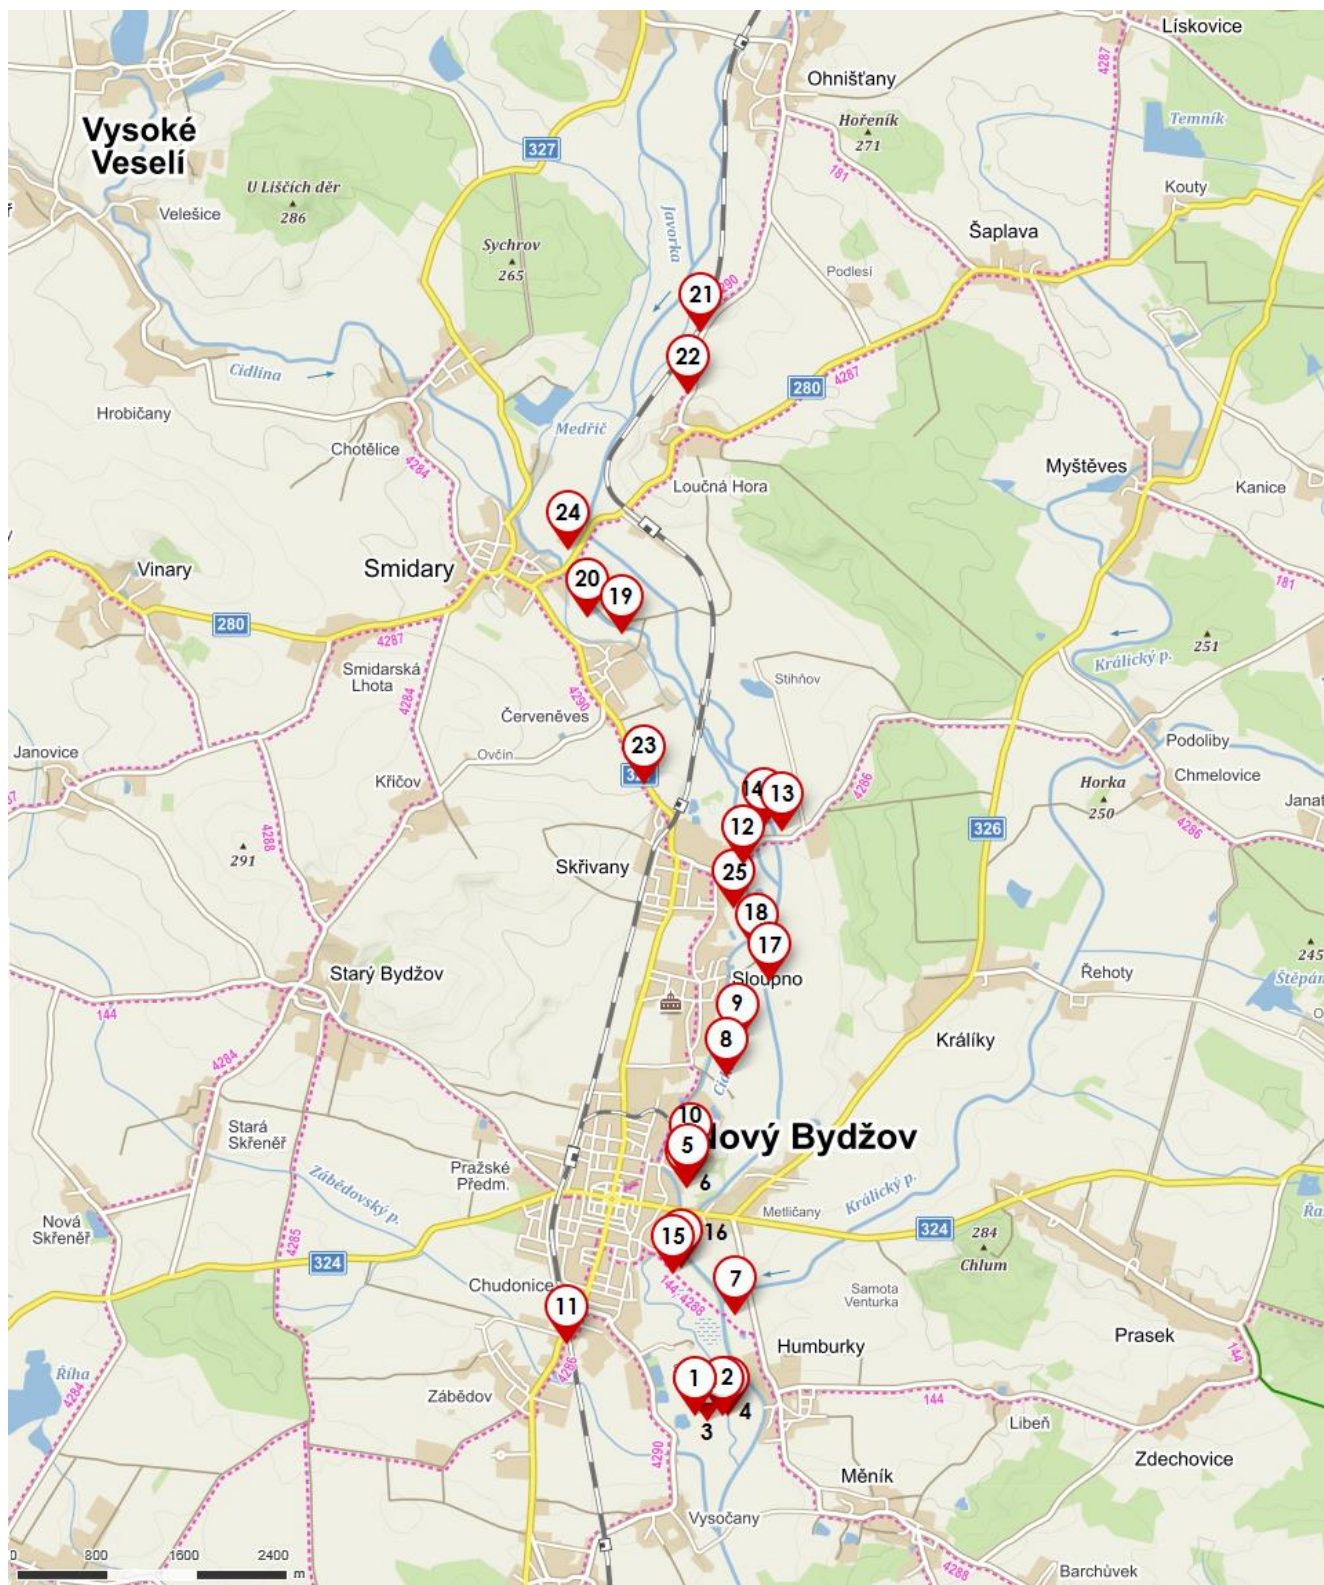 Lískovice
Ohnišťany
4287
Vysoké
Veselí
Hořeník
271
Temník
327
181
U Liščích děr
286
Velešice
Kouty
Javorka
Šaplava
Sychrov
265
Podlesí
21
290
22
Cidlina
280
4287
Hrobičany
Medříč
Chotělice
4284
Myštěves
Loučná Hora
Kanice
24
Smidary
Vinary
20
19
181
280
4287
251
Králický p.
Smidarská
Lhota
4284
Stihňov
4290
Červeněves
Janovice
Ovčín
23
Podoliby
Křičov
14
13
4286
Horka
250
Chmelovice
12
326
4286
4288
291
Skřivany
25
18
17
245
Starý Bydžov
Sloupno
Řehoty
144
9
8
Králíky
4284
10
Stará
Skřeněř
5
Nový Bydžov
6
Pražské
Předm.
Zábědovský p.
Králický p.
Nová
Skřeněř
4285
Metličany
15
16
324
284
Chlum
324
7
Chudonice
144, 4288
Samota
Venturka
11
Prasek
Humburky
4286
144
Říha
4284
Zábědov
1
2
4
3
144
Libeň
4290
Zdechovice
Měník
Vysočany
0 800 1600 2400
m
Barchůvek
4288